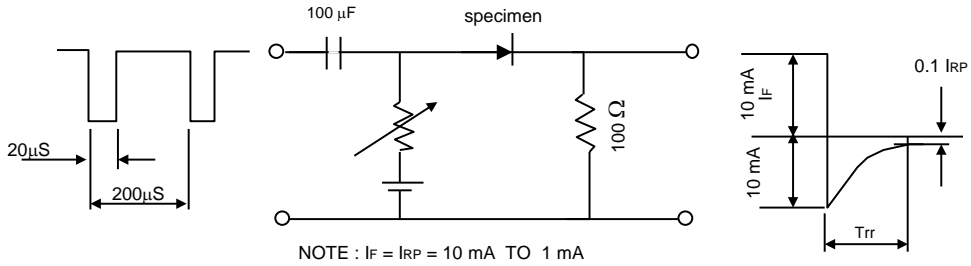 100 μF
specimen
20μS
200μS
100 Ω
10 mA
IF
10 mA
0.1 IRP
Trr
NOTE : IF = IRP = 10 mA TO 1 mA